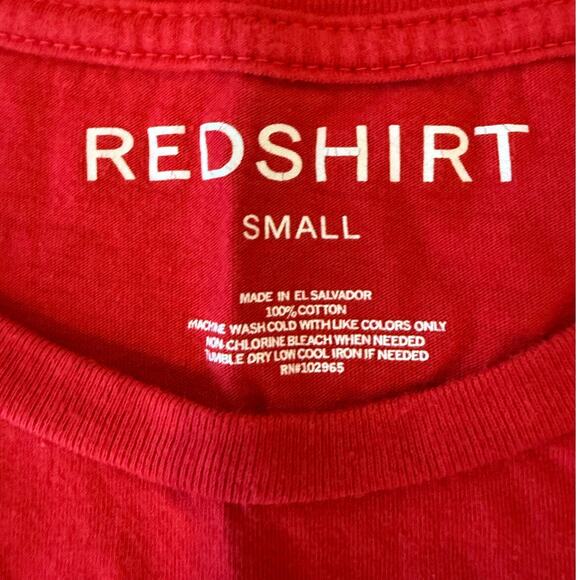 REDSHIRT
SMALL
MADE IN EL SALVADOR
100% COTTON
MACHINE WASH COLD WITH LIKE COLORS ONLY
NON-CHLORINE BLEACH WHEN NEEDED
TUMBLE DRY LOW COOL IRON IF NEEDED
RN#102965